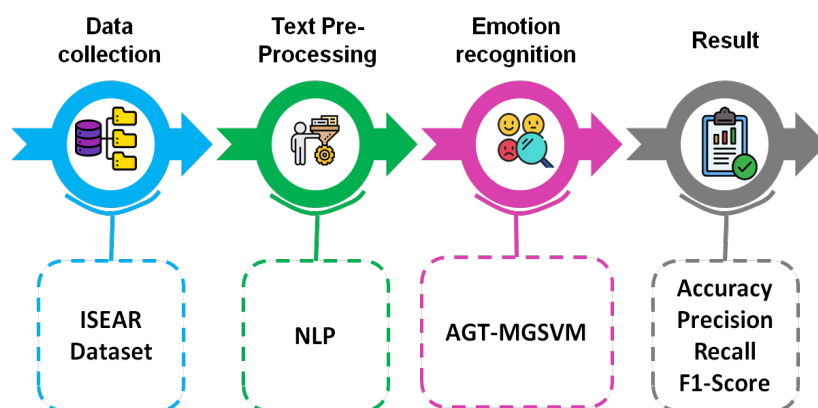 Data
collection
Text Pre-
Processing
Emotion
recognition
Result
ISEAR
Dataset
NLP
AGT-MGSVM
Accuracy
Precision
Recall
F1-Score